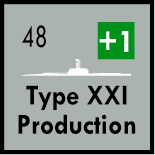 48 +1
Type XXI
Production